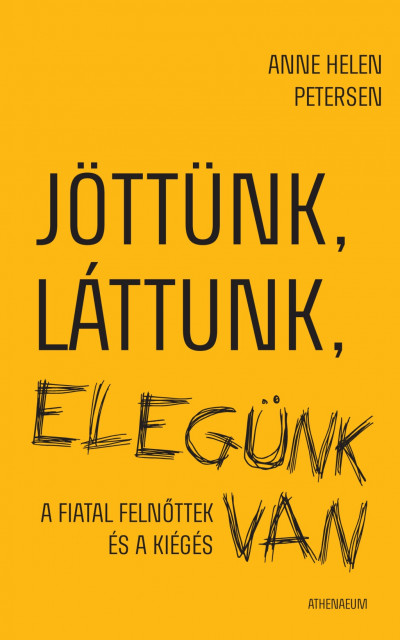 ANNE HELEN
PETERSEN
JÖTTÜNK,
LÁTTUNK,
ELEGÜNK
A FIATAL FELNŐTTEK
ÉS A KIÉGÉS
VAN
ATHENAEUM